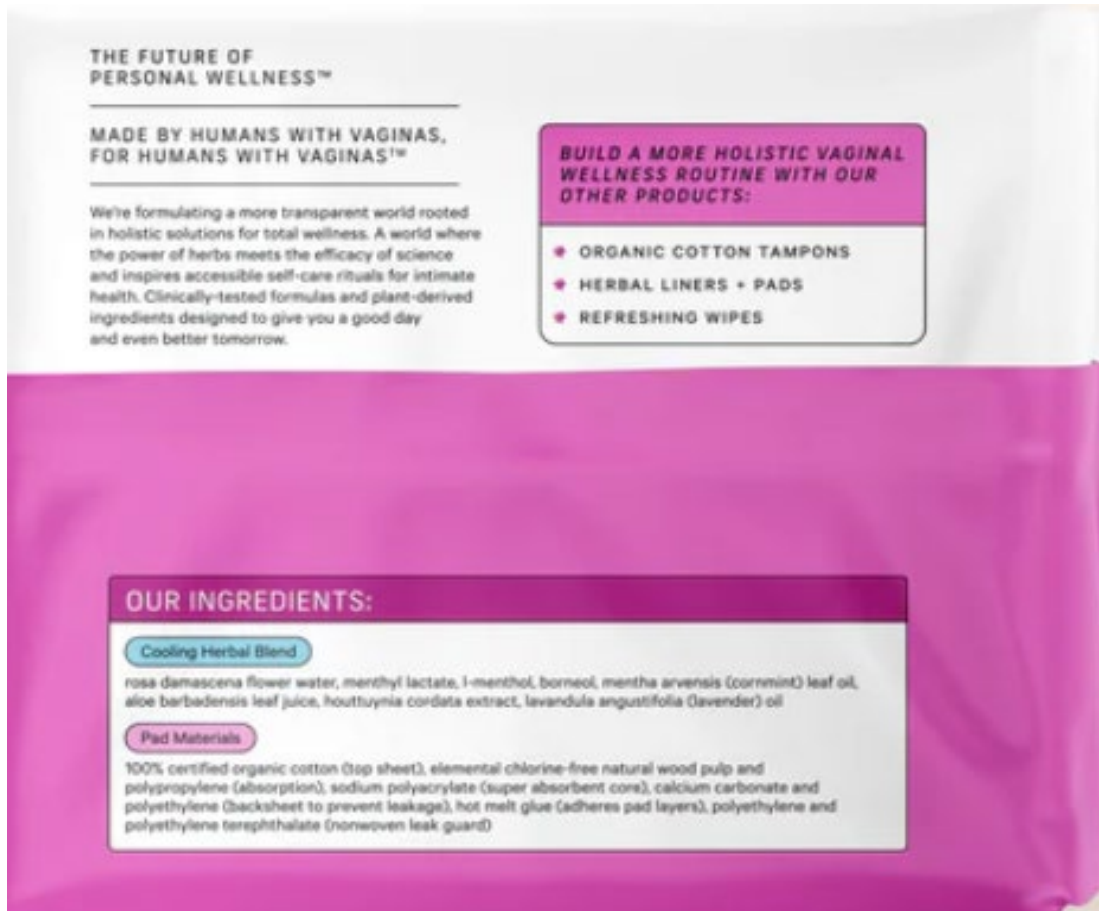 THE FUTURE OF
PERSONAL WELLNESS™
MADE BY HUMANS WITH VAGINAS,
FOR HUMANS WITH VAGINAS™
We're formulating a more transparent world rooted
in holistic solutions for total wellness. A world where
the power of herbs meets the efficacy of science
and inspires accessible self-care rituals for intimate
health. Clinically-tested formulas and plant-derived
ingredients designed to give you a good day
and even better tomorrow.
BUILD A MORE HOLISTIC VAGINAL
WELLNESS ROUTINE WITH OUR
OTHER PRODUCTS:
ORGANIC COTTON TAMPONS
HERBAL LINERS + PADS
REFRESHING WIPES
OUR INGREDIENTS:
Cooling Herbal Blend
rosa damascena flower water, menthyl lactate, l-menthol, borneol, mentha arvensis (cornmint) leaf oil,
aloe barbadensis leaf juice, houttuynia cordata extract, lavandula angustifolia (lavender) oil
Pad Materials
100% certified organic cotton (top sheet), elemental chlorine-free natural wood pulp and
polypropylene (absorption), sodium polyacrylate (super absorbent core), calcium carbonate and
polyethylene (backsheet to prevent leakage), hot melt glue (adheres pad layers), polyethylene and
polyethylene terephthalate (nonwoven leak guard)